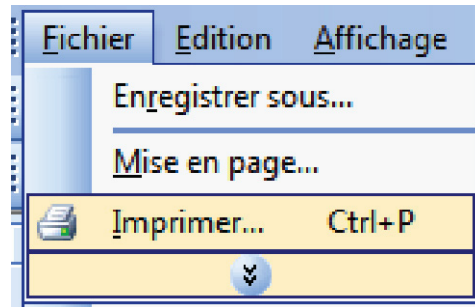 Fichier Edition Affichage
Enregistrer sous...
Mise en page...
Imprimer... Ctrl+P